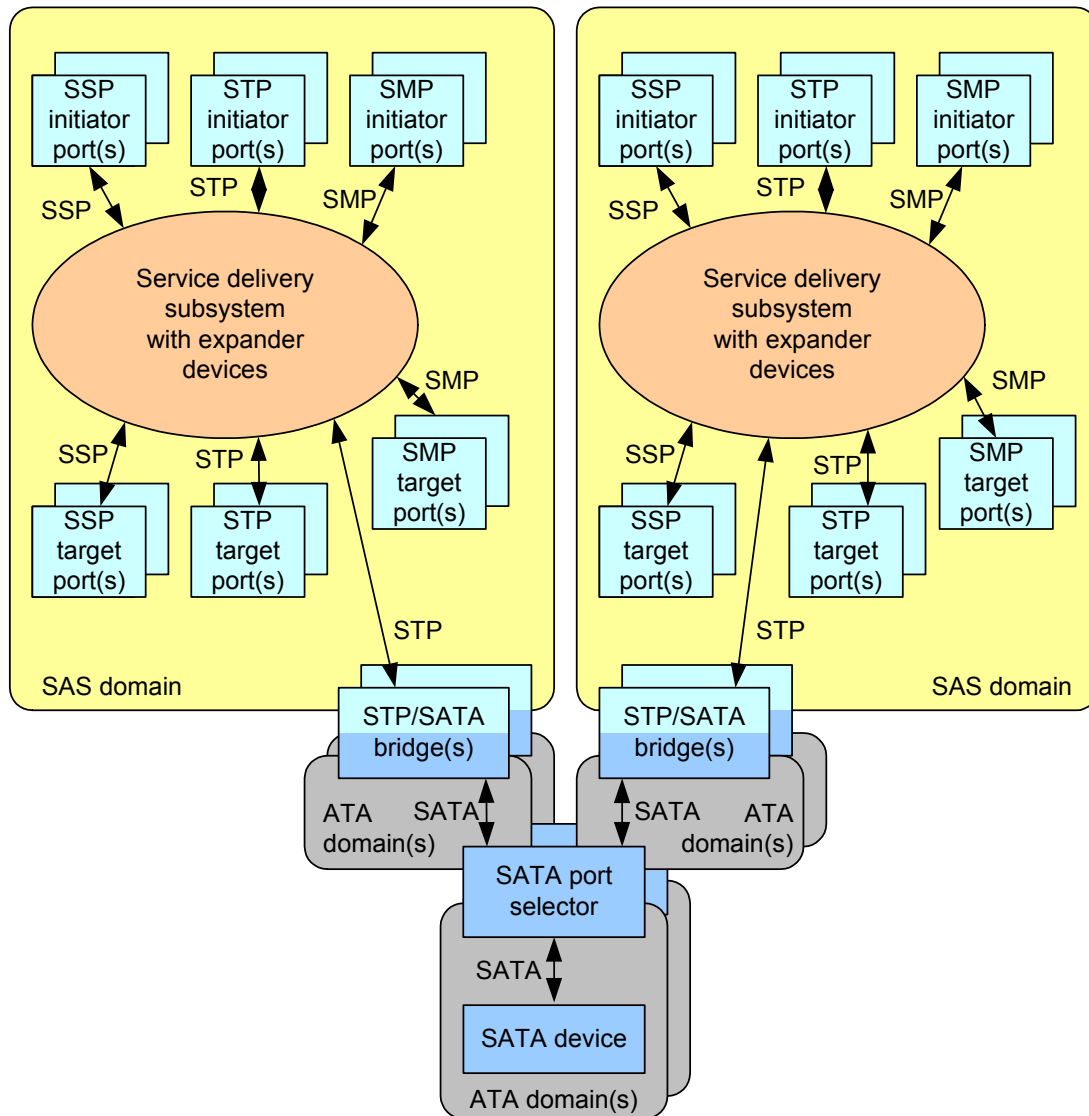 SSP
initiator
port(s)
STP
initiator
port(s)
SMP
initiator
port(s)
SSP
STP
SMP
Service delivery
subsystem
with expander
devices
SMP
SSP
STP
SMP
target
port(s)
SSP
target
port(s)
STP
target
port(s)
STP
SAS domain
SSP
initiator
port(s)
STP
initiator
port(s)
SMP
initiator
port(s)
SSP
STP
SMP
Service delivery
subsystem
with expander
devices
SMP
SSP
STP
SMP
target
port(s)
SSP
target
port(s)
STP
target
port(s)
STP
SAS domain
STP/SATA
bridge(s)
STP/SATA
bridge(s)
ATA
domain(s)
SATA
SATA
ATA
domain(s)
SATA port
selector
SATA
SATA device
ATA domain(s)